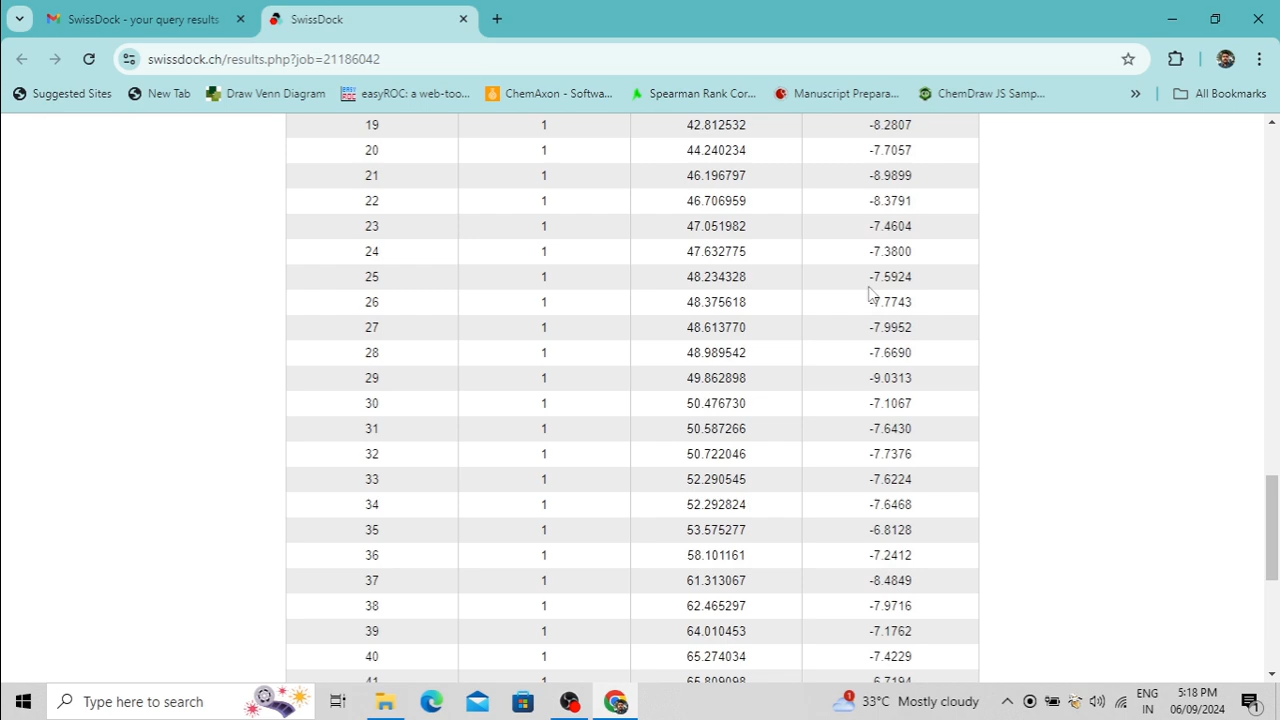 SwissDock - your query results
SwissDock
swissdock.ch/results.php?job=21186042
Suggested Sites
New Tab
Draw Venn Diagram
easyROC: a web-too...
ChemAxon - Softwa...
Spearman Rank Cor...
Manuscript Prepara...
ChemDraw JS Samp...
All Bookmarks
19 1 42.812532 -8.2807
20 1 44.240234 -7.7057
21 1 46.196797 -8.9899
22 1 46.706959 -8.3791
23 1 47.051982 -7.4604
24 1 47.632775 -7.3800
25 1 48.234328 -7.5924
26 1 48.375618 -7.7743
27 1 48.613770 -7.9952
28 1 48.989542 -7.6690
29 1 49.862898 -9.0313
30 1 50.476730 -7.1067
31 1 50.587266 -7.6430
32 1 50.722046 -7.7376
33 1 52.290545 -7.6224
34 1 52.292824 -7.6468
35 1 53.575277 -6.8128
36 1 58.101161 -7.2412
37 1 61.313067 -8.4849
38 1 62.465297 -7.9716
39 1 64.010453 -7.1762
40 1 65.274034 -7.4229
41 1 65.809098 -6.7194
Type here to search
33°C Mostly cloudy
ENG
IN
5:18 PM
06/09/2024